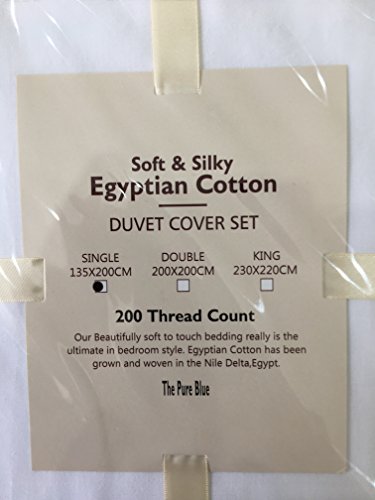 Soft & Silky
Egyptian Cotton
DUVET COVER SET
SINGLE DOUBLE KING
135X200CM 200X200CM 230X220CM
200 Thread Count
Our Beautifully soft to touch bedding really is the
ultimate in bedroom style. Egyptian Cotton has been
grown and woven in the Nile Delta,Egypt.
The Pure Blue